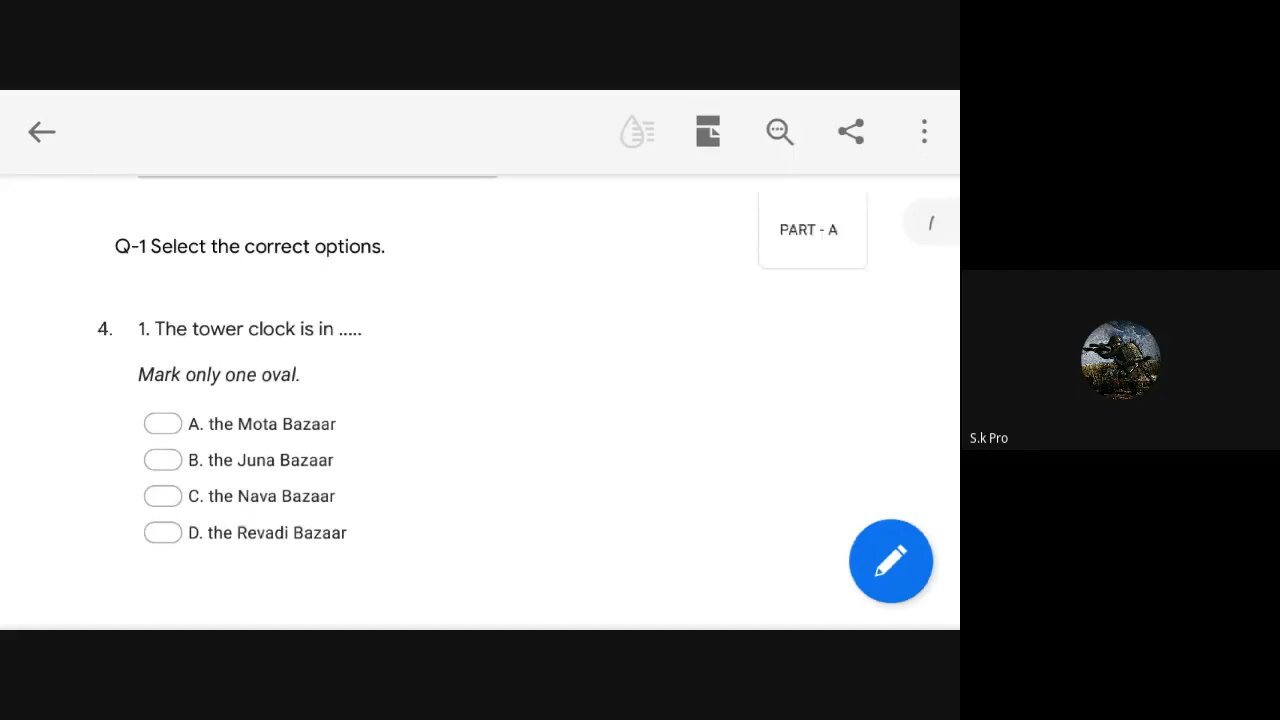 PART - A
Q-1 Select the correct options.
4. 1. The tower clock is in .....
Mark only one oval.
A. the Mota Bazaar
B. the Juna Bazaar
C. the Nava Bazaar
D. the Revadi Bazaar
S.k Pro